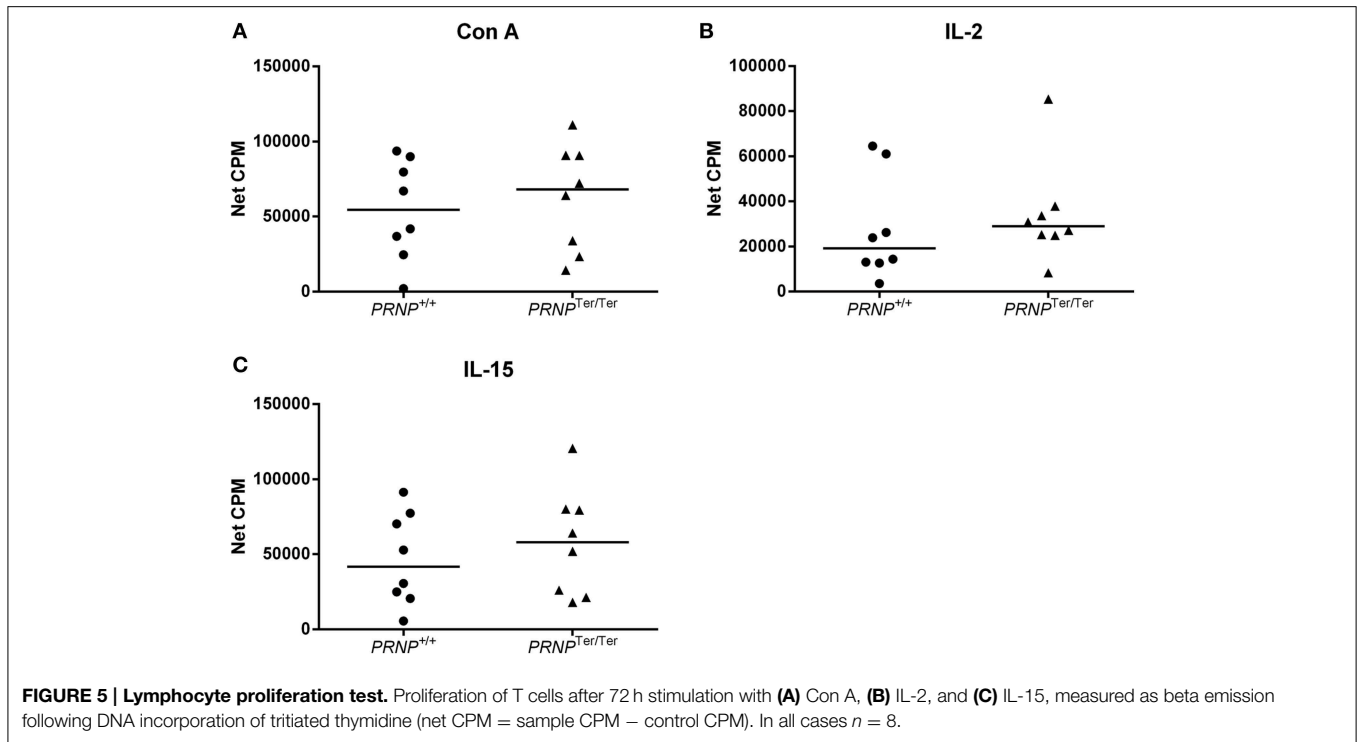 A
Con A
150000
100000
50000
0
Net CPM
PRNP+/+
PRNPTer/Ter
B
IL-2
100000
80000
60000
40000
20000
0
Net CPM
PRNP+/+
PRNPTer/Ter
C
IL-15
150000
100000
50000
0
Net CPM
PRNP+/+
PRNPTer/Ter
FIGURE 5 | Lymphocyte proliferation test. Proliferation of T cells after 72 h stimulation with (A) Con A, (B) IL-2, and (C) IL-15, measured as beta emission
following DNA incorporation of tritiated thymidine (net CPM = sample CPM − control CPM). In all cases n = 8.